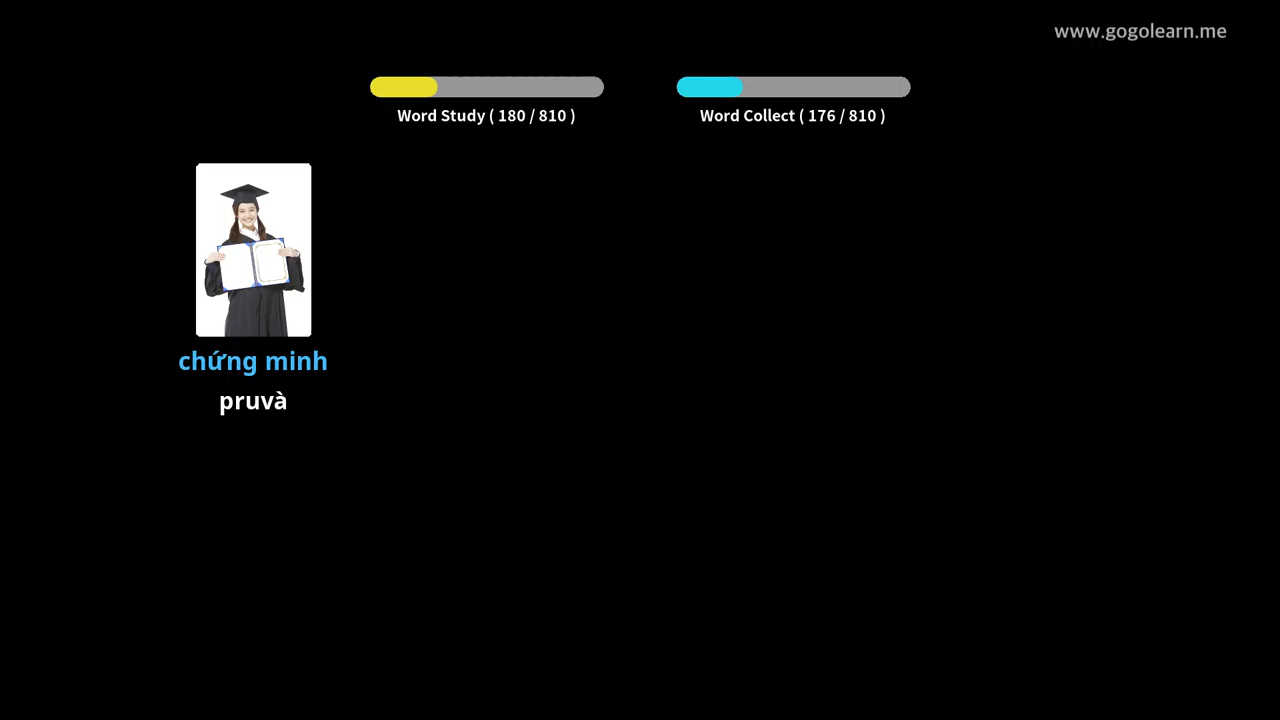 www.gogolearn.me
Word Study ( 180 / 810 )
Word Collect ( 176 / 810 )
chứng minh
pruvà